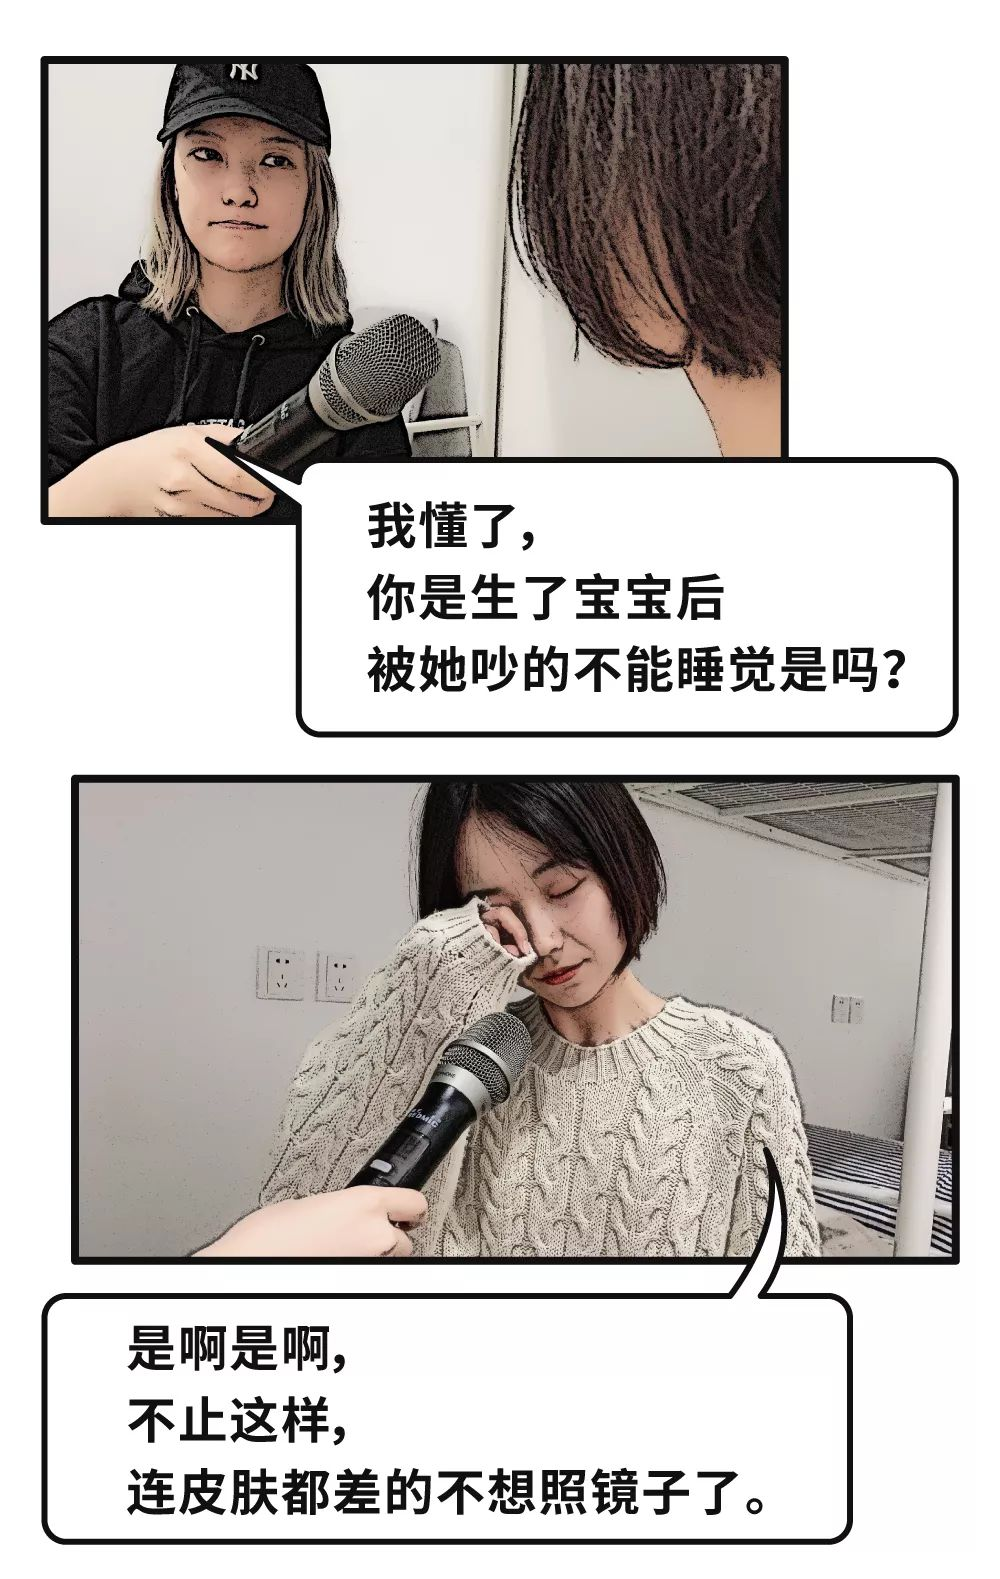 NY
我懂了,
你是生了宝宝后
被她吵的不能睡觉是吗?
是啊是啊,
不止这样,
连皮肤都差的不想照镜子了。